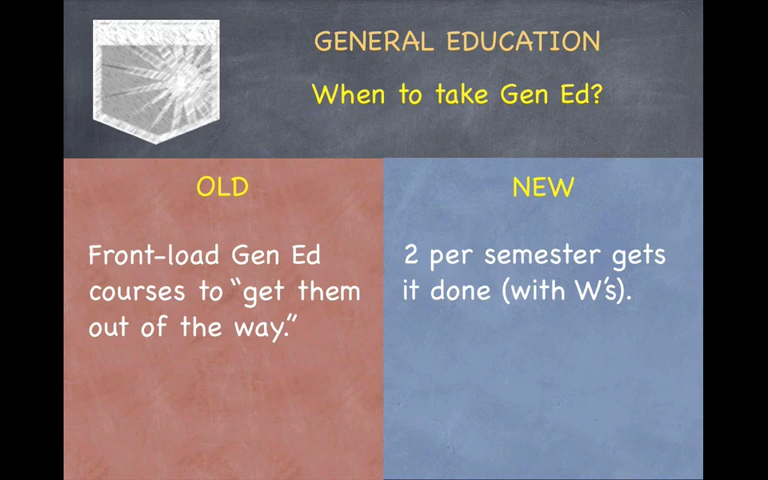 GENERAL EDUCATION
When to take Gen Ed?
OLD
Front-load Gen Ed
courses to “get them
out of the way.”
NEW
2 per semester gets
it done (with W's).